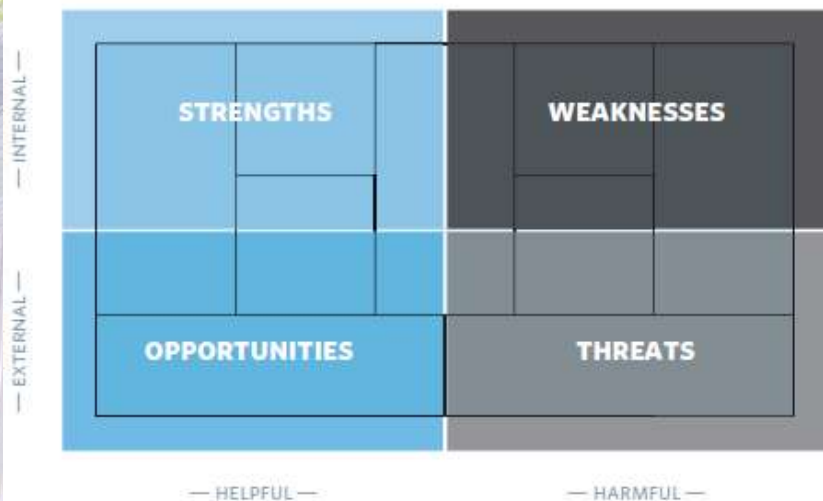 — INTERNAL —
STRENGTHS
WEAKNESSES
— EXTERNAL —
OPPORTUNITIES
THREATS
— HELPFUL —
— HARMFUL —